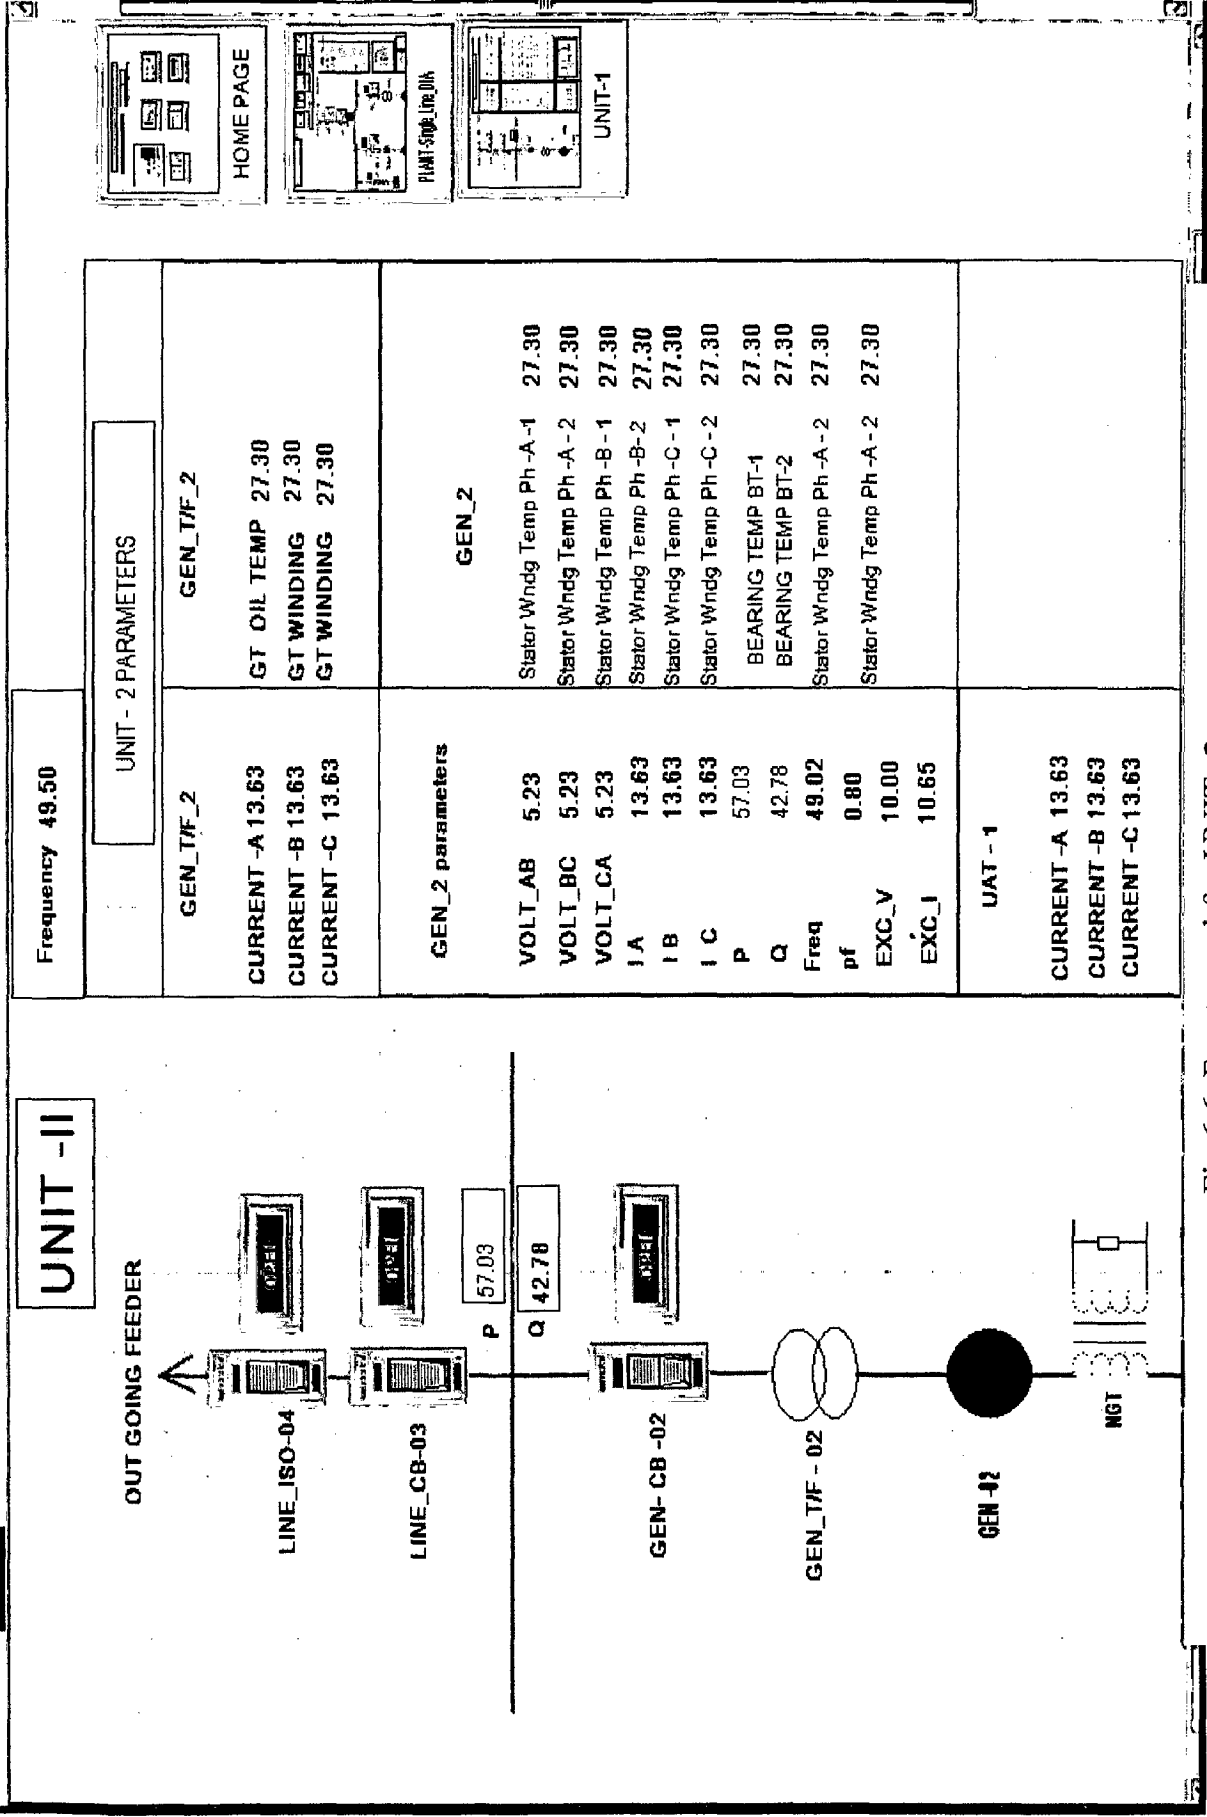 UNIT -II
Frequency 49.50
HOME PAGE
PLANT-Single_Line_DIA
UNIT-1
OUT GOING FEEDER
LINE_ISO-04
LINE_CB-03
P 57.03
Q 42.78
GEN- CB -02
GEN_T/F - 02
GEN -02
NGT
UNIT - 2 PARAMETERS
GEN_T/F_2
CURRENT -A 13.63
CURRENT -B 13.63
CURRENT -C 13.63
GEN_T/F_2
GT OIL TEMP 27.30
GT WINDING 27.30
GT WINDING 27.30
GEN_2 parameters
VOLT_AB 5.23
VOLT_BC 5.23
VOLT_CA 5.23
I A 13.63
I B 13.63
I C 13.63
P 57.03
Q 42.78
Freq 49.02
pf 0.80
EXC_V 10.00
EXC_I 10.65
GEN_2
Stator Wndg Temp Ph -A -1 27.30
Stator Wndg Temp Ph -A - 2 27.30
Stator Wndg Temp Ph -B - 1 27.30
Stator Wndg Temp Ph -B- 2 27.30
Stator Wndg Temp Ph -C - 1 27.30
Stator Wndg Temp Ph -C - 2 27.30
BEARING TEMP BT-1 27.30
BEARING TEMP BT-2 27.30
Stator Wndg Temp Ph -A - 2 27.30
Stator Wndg Temp Ph -A - 2 27.30
UAT - 1
CURRENT -A 13.63
CURRENT -B 13.63
CURRENT -C 13.63